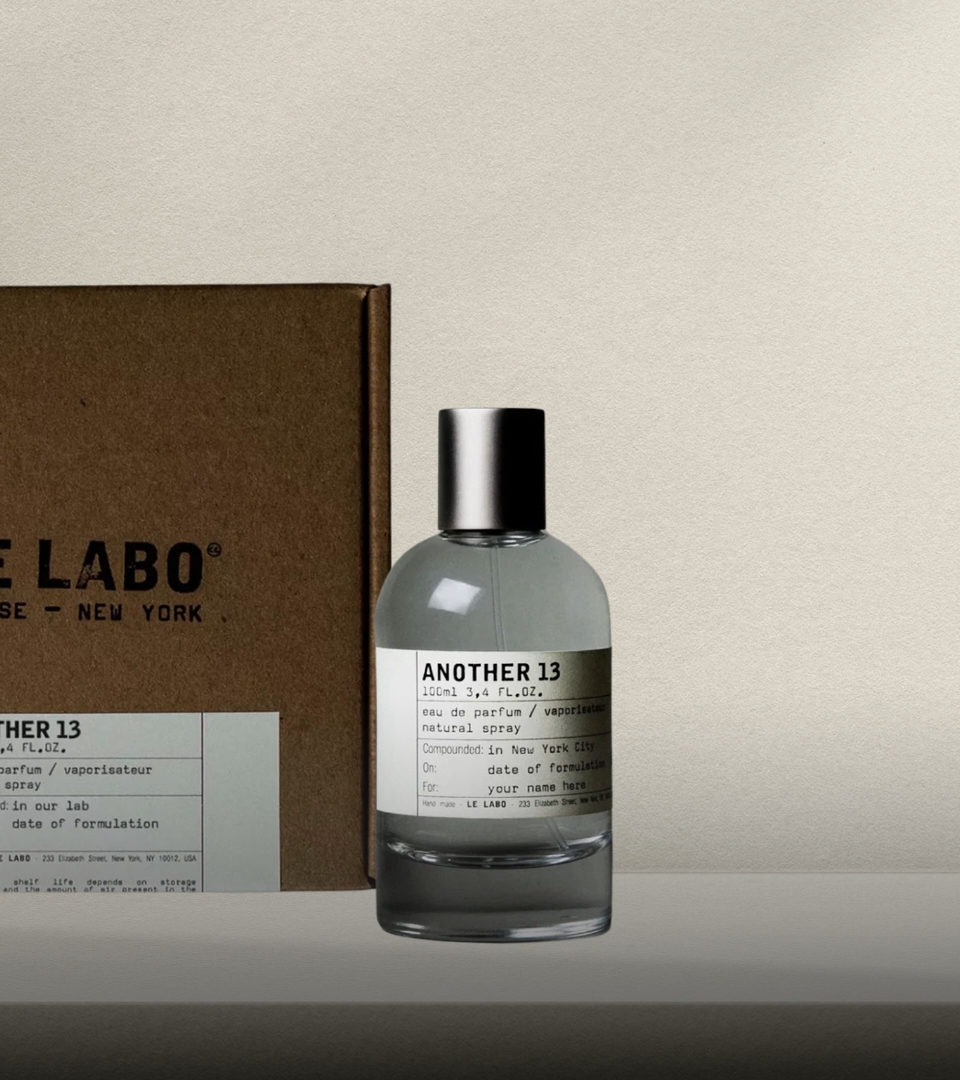 E LABO
SE — NEW YORK
THER 13
,4 FL.OZ.
parfum / vaporisateur
spray
d: in our lab
date of formulation
E LABO · 233 Elizabeth Street, New York, NY 10012, USA
shelf life depends on storage
and the amount of air present in the
ANOTHER 13
100ml 3,4 FL.OZ.
eau de parfum / vaporisateur
natural spray
Compounded: in New York City
On: date of formulation
For: your name here
Hand made · LE LABO · 233 Elizabeth Street, New York, NY